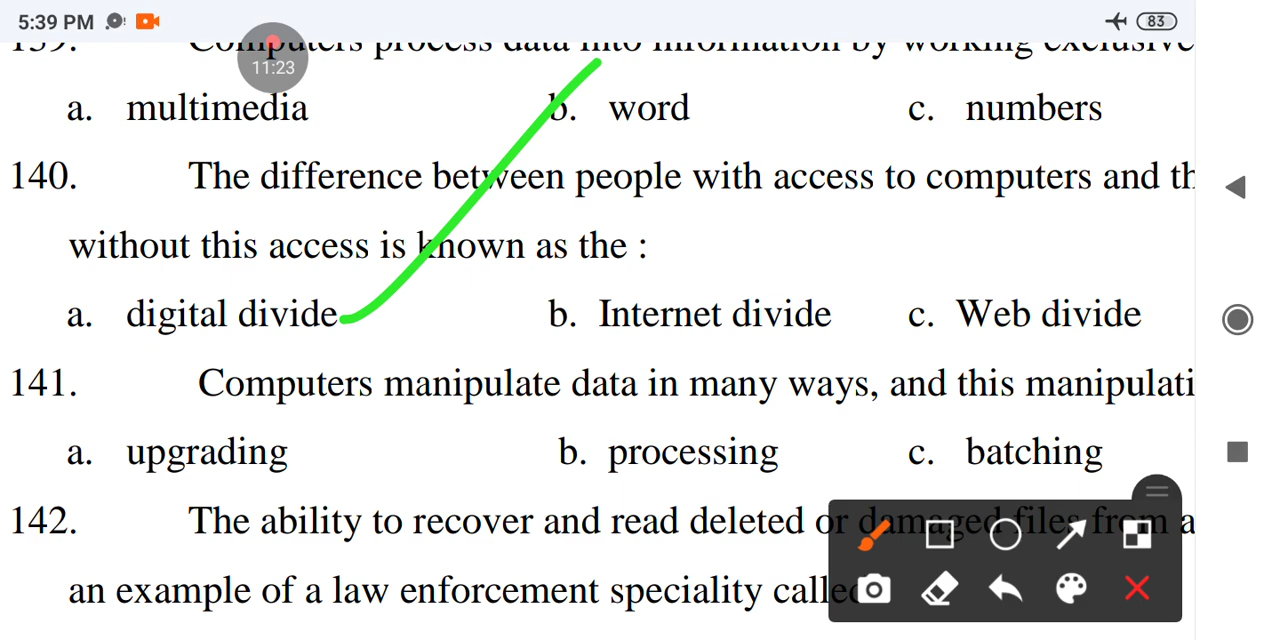 5:39 PM 83
11:23
139. Computers process data into information by working exclusive
a. multimedia b. word c. numbers
140. The difference between people with access to computers and th
without this access is known as the :
a. digital divide b. Internet divide c. Web divide
141. Computers manipulate data in many ways, and this manipulati
a. upgrading b. processing c. batching
142. The ability to recover and read deleted or damaged files from a
an example of a law enforcement speciality called